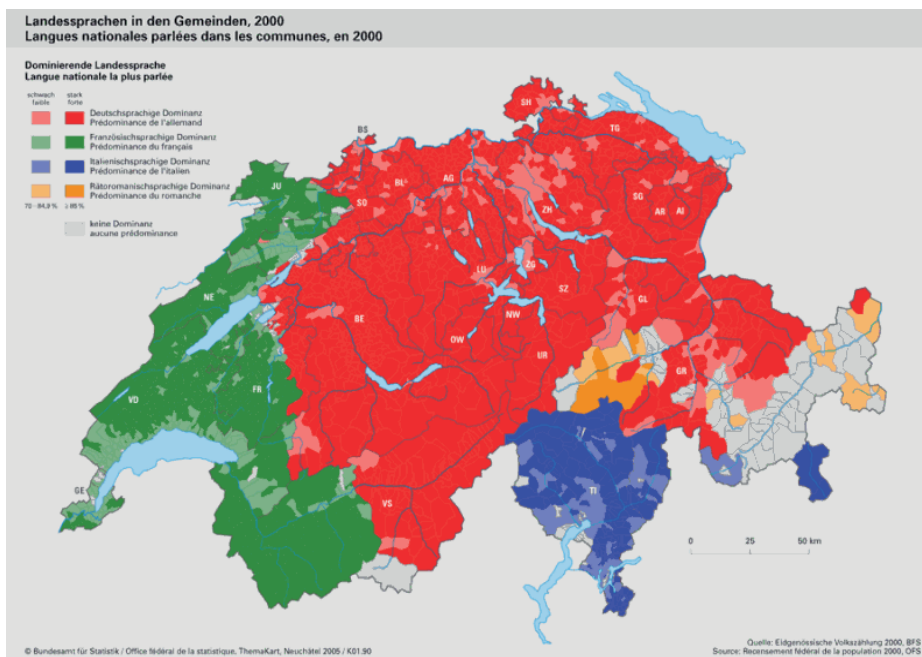 Landessprachen in den Gemeinden, 2000
Langues nationales parlées dans les communes, en 2000
Dominierende Landessprache
Langue nationale la plus parlée
schwach stark
faible forte
Deutschsprachige Dominanz
Prédominance de l'allemand
Französischsprachige Dominanz
Prédominance du français
Italienischsprachige Dominanz
Prédominance de l'italien
Rätoromanischsprachige Dominanz
Prédominance du romanche
70 - 84,9 % ≥ 85 %
keine Dominanz
aucune prédominance
SH
BS
TG
JU
BL
AG
SO
ZH
SG
AR
AI
LU
ZG
SZ
NE
BE
NW
GL
OW
UR
FR
GR
VD
GE
VS
TI
0 25 50 km
© Bundesamt für Statistik / Office fédéral de la statistique, ThemaKart, Neuchâtel 2005 / K01.90
Quelle: Eidgenössische Volkszählung 2000, BFS
Source: Recensement fédéral de la population 2000, OFS